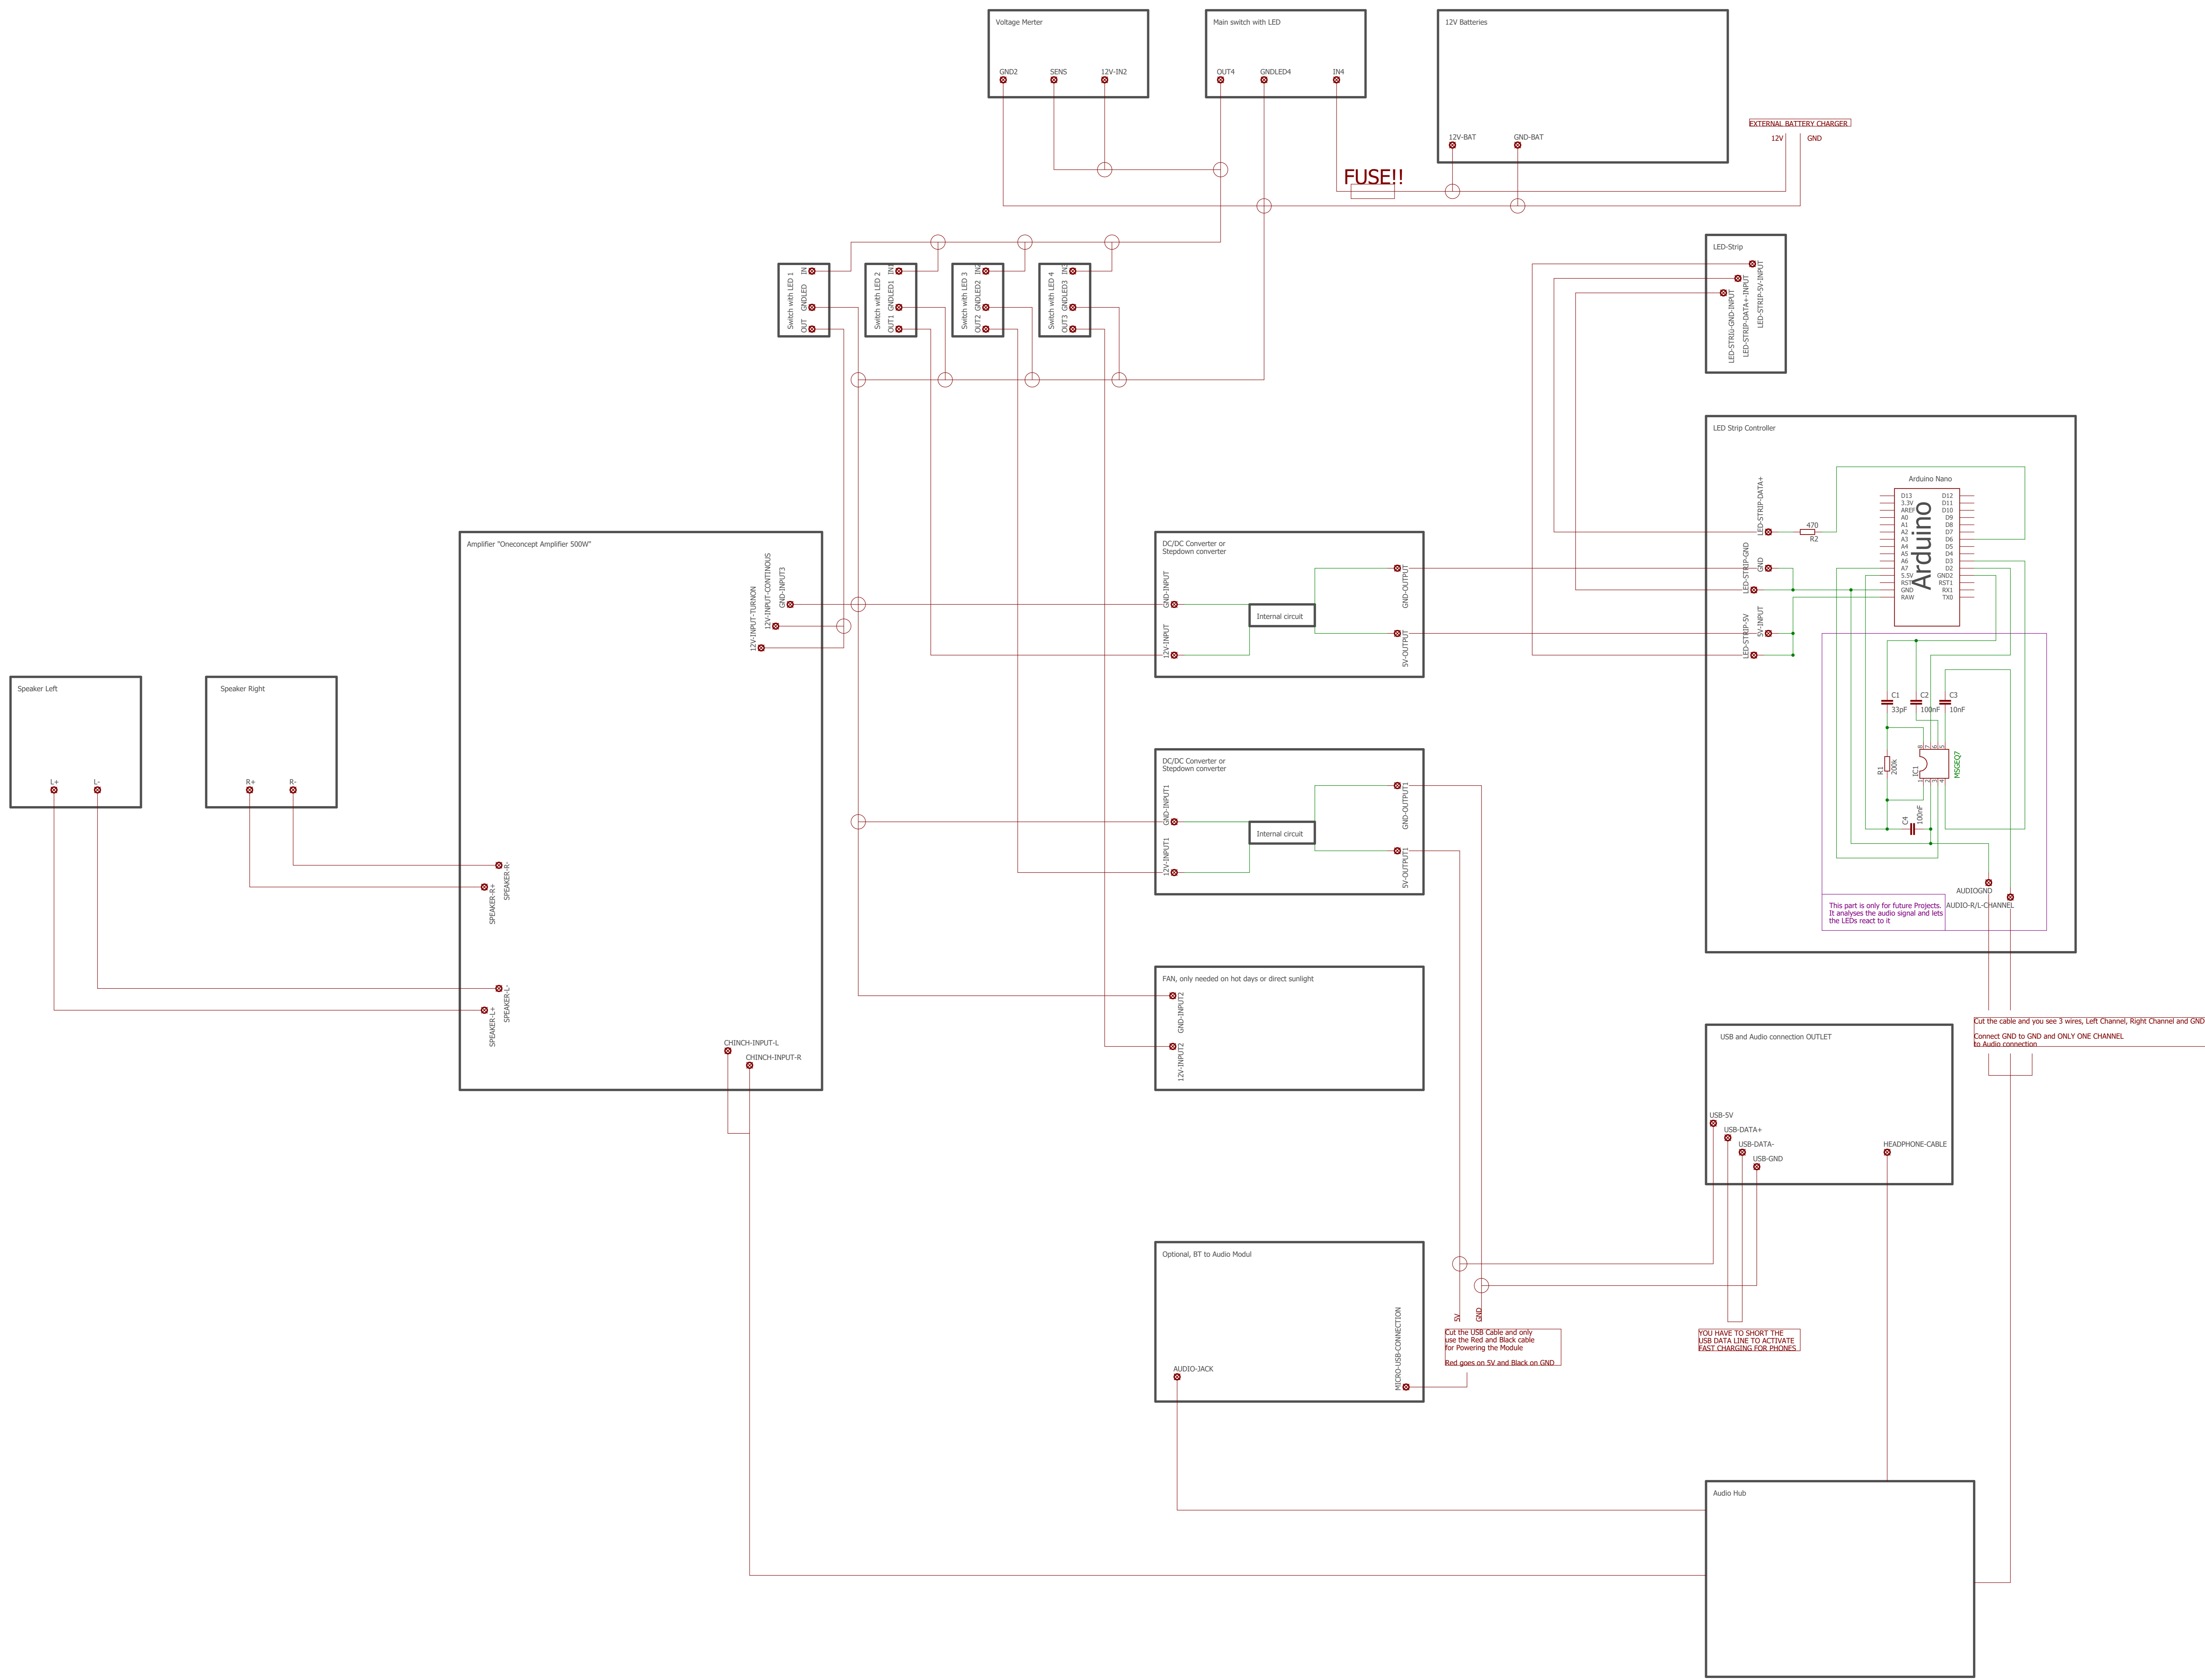 Voltage Merter
GND2
SENS
12V-IN2
Main switch with LED
OUT4
GNDLED4
IN4
12V Batteries
12V-BAT
GND-BAT
EXTERNAL BATTERY CHARGER
12V
GND
FUSE!!
Switch with LED 1
IN
GNDLED
OUT
Switch with LED 2
IN1
GNDLED1
OUT1
Switch with LED 3
IN2
GNDLED2
OUT2
Switch with LED 4
IN3
GNDLED3
OUT3
LED-Strip
LED-STRIü-GND-INPUT
LED-STRIP-DATA+-INPUT
LED-STRIP-5V-INPUT
LED Strip Controller
LED-STRIP-DATA+
LED-STRIP-GND
GND
5V-INPUT
LED-STRIP-5V
470
R2
Arduino Nano
Arduino
D13
3.3V
AREF
A0
A1
A2
A3
A4
A5
A6
A7
5.5V
RST
GND
RAW
D12
D11
D10
D9
D8
D7
D6
D5
D4
D3
D2
GND2
RST1
RX1
TX0
C1
33pF
C2
100nF
C3
10nF
8
7
6
5
IC1
MSGEQ7
1
2
3
4
R1
200k
C4
100nF
AUDIOGND
AUDIO-R/L-CHANNEL
This part is only for future Projects.
It analyses the audio signal and lets
the LEDs react to it
Amplifier "Oneconcept Amplifier 500W"
12V-INPUT-TURNON
12V-INPUT-CONTINOUS
GND-INPUT3
SPEAKER-R-
SPEAKER-R+
SPEAKER-L-
SPEAKER-L+
CHINCH-INPUT-L
CHINCH-INPUT-R
Speaker Left
L+
L-
Speaker Right
R+
R-
DC/DC Converter or
Stepdown converter
GND-INPUT
12V-INPUT
Internal circuit
GND-OUTPUT
5V-OUTPUT
DC/DC Converter or
Stepdown converter
GND-INPUT1
12V-INPUT1
Internal circuit
GND-OUTPUT1
5V-OUTPUT1
FAN, only needed on hot days or direct sunlight
GND-INPUT2
12V-INPUT2
Cut the cable and you see 3 wires, Left Channel, Right Channel and GND
Connect GND to GND and ONLY ONE CHANNEL
to Audio connection
USB and Audio connection OUTLET
USB-5V
USB-DATA+
USB-DATA-
USB-GND
HEADPHONE-CABLE
Optional, BT to Audio Modul
AUDIO-JACK
MICRO-USB-CONNECTION
5V
GND
Cut the USB Cable and only
use the Red and Black cable
for Powering the Module
Red goes on 5V and Black on GND
YOU HAVE TO SHORT THE
USB DATA LINE TO ACTIVATE
FAST CHARGING FOR PHONES
Audio Hub